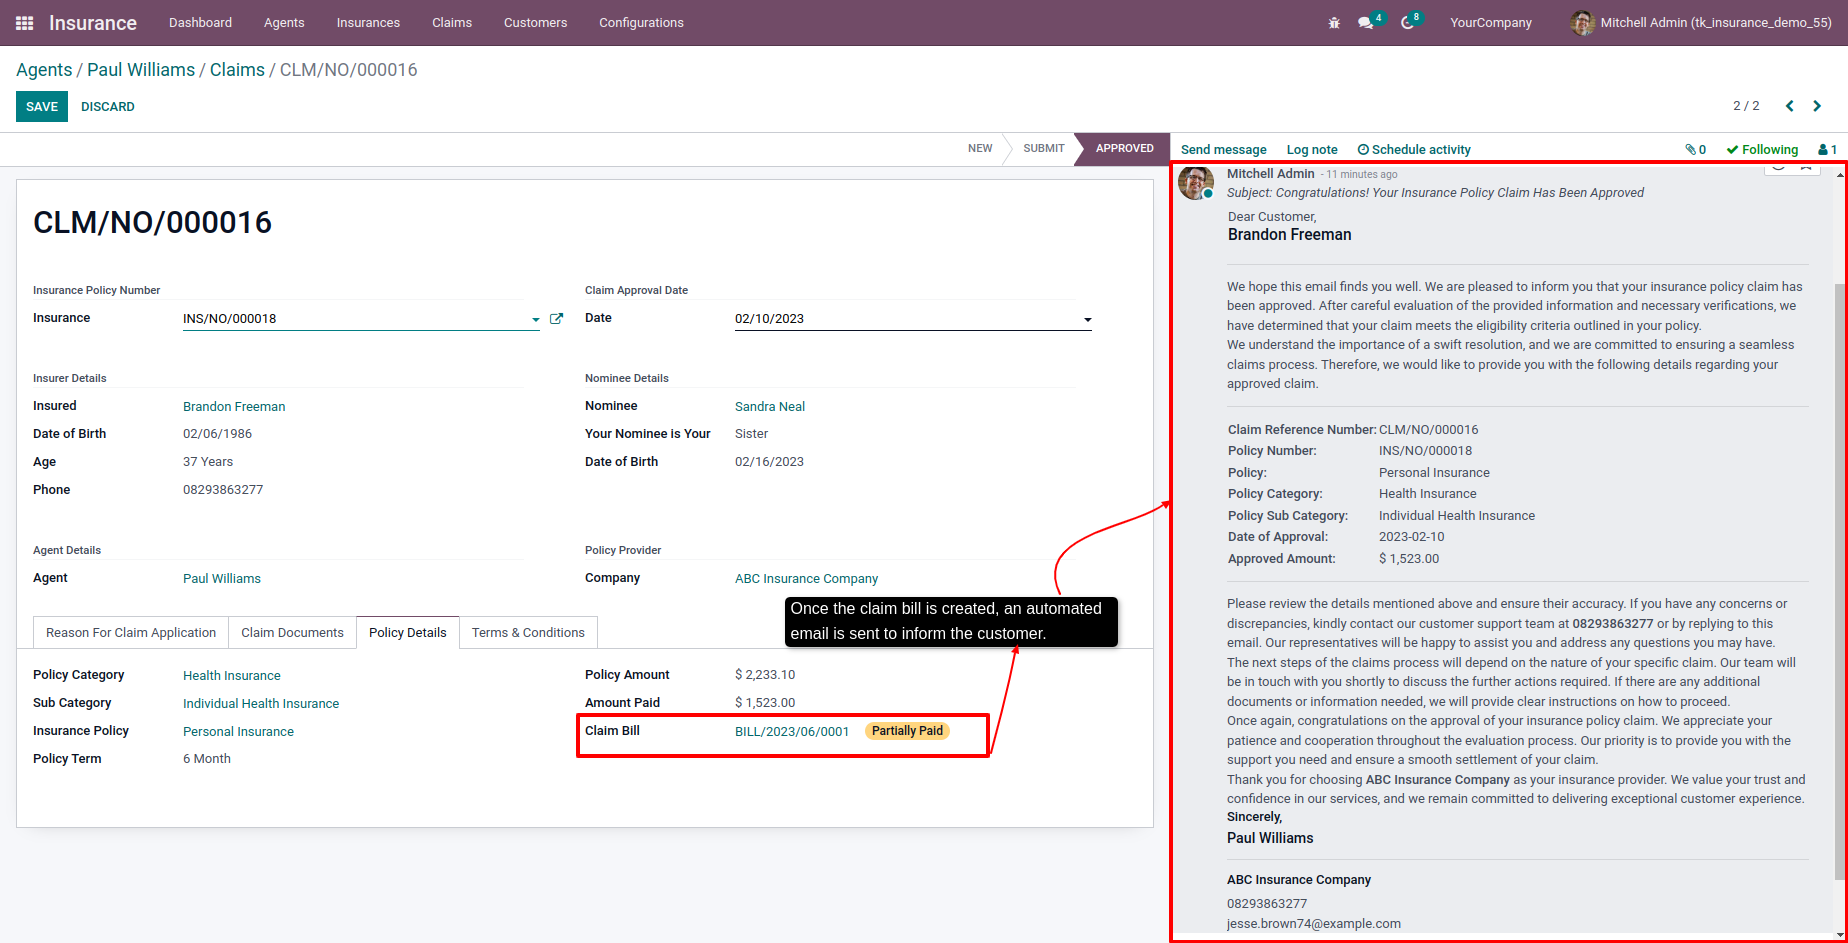 Insurance Dashboard Agents Insurances Claims Customers Configurations 4 8 YourCompany Mitchell Admin (tk_insurance_demo_55)
Agents / Paul Williams / Claims / CLM/NO/000016
SAVE DISCARD 2 / 2
NEW SUBMIT APPROVED
CLM/NO/000016
Insurance Policy Number
Insurance INS/NO/000018
Claim Approval Date
Date 02/10/2023
Insurer Details
Insured Brandon Freeman
Date of Birth 02/06/1986
Age 37 Years
Phone 08293863277
Nominee Details
Nominee Sandra Neal
Your Nominee is Your Sister
Date of Birth 02/16/2023
Agent Details
Agent Paul Williams
Policy Provider
Company ABC Insurance Company
Once the claim bill is created, an automated
email is sent to inform the customer.
Reason For Claim Application Claim Documents Policy Details Terms & Conditions
Policy Category Health Insurance
Sub Category Individual Health Insurance
Insurance Policy Personal Insurance
Policy Term 6 Month
Policy Amount $ 2,233.10
Amount Paid $ 1,523.00
Claim Bill BILL/2023/06/0001 Partially Paid
Send message Log note Schedule activity 0 Following 1
Mitchell Admin - 11 minutes ago
Subject: Congratulations! Your Insurance Policy Claim Has Been Approved
Dear Customer,
Brandon Freeman
We hope this email finds you well. We are pleased to inform you that your insurance policy claim has
been approved. After careful evaluation of the provided information and necessary verifications, we
have determined that your claim meets the eligibility criteria outlined in your policy.
We understand the importance of a swift resolution, and we are committed to ensuring a seamless
claims process. Therefore, we would like to provide you with the following details regarding your
approved claim.
Claim Reference Number: CLM/NO/000016
Policy Number: INS/NO/000018
Policy: Personal Insurance
Policy Category: Health Insurance
Policy Sub Category: Individual Health Insurance
Date of Approval: 2023-02-10
Approved Amount: $ 1,523.00
Please review the details mentioned above and ensure their accuracy. If you have any concerns or
discrepancies, kindly contact our customer support team at 08293863277 or by replying to this
email. Our representatives will be happy to assist you and address any questions you may have.
The next steps of the claims process will depend on the nature of your specific claim. Our team will
be in touch with you shortly to discuss the further actions required. If there are any additional
documents or information needed, we will provide clear instructions on how to proceed.
Once again, congratulations on the approval of your insurance policy claim. We appreciate your
patience and cooperation throughout the evaluation process. Our priority is to provide you with the
support you need and ensure a smooth settlement of your claim.
Thank you for choosing ABC Insurance Company as your insurance provider. We value your trust and
confidence in our services, and we remain committed to delivering exceptional customer experience.
Sincerely,
Paul Williams
ABC Insurance Company
08293863277
jesse.brown74@example.com